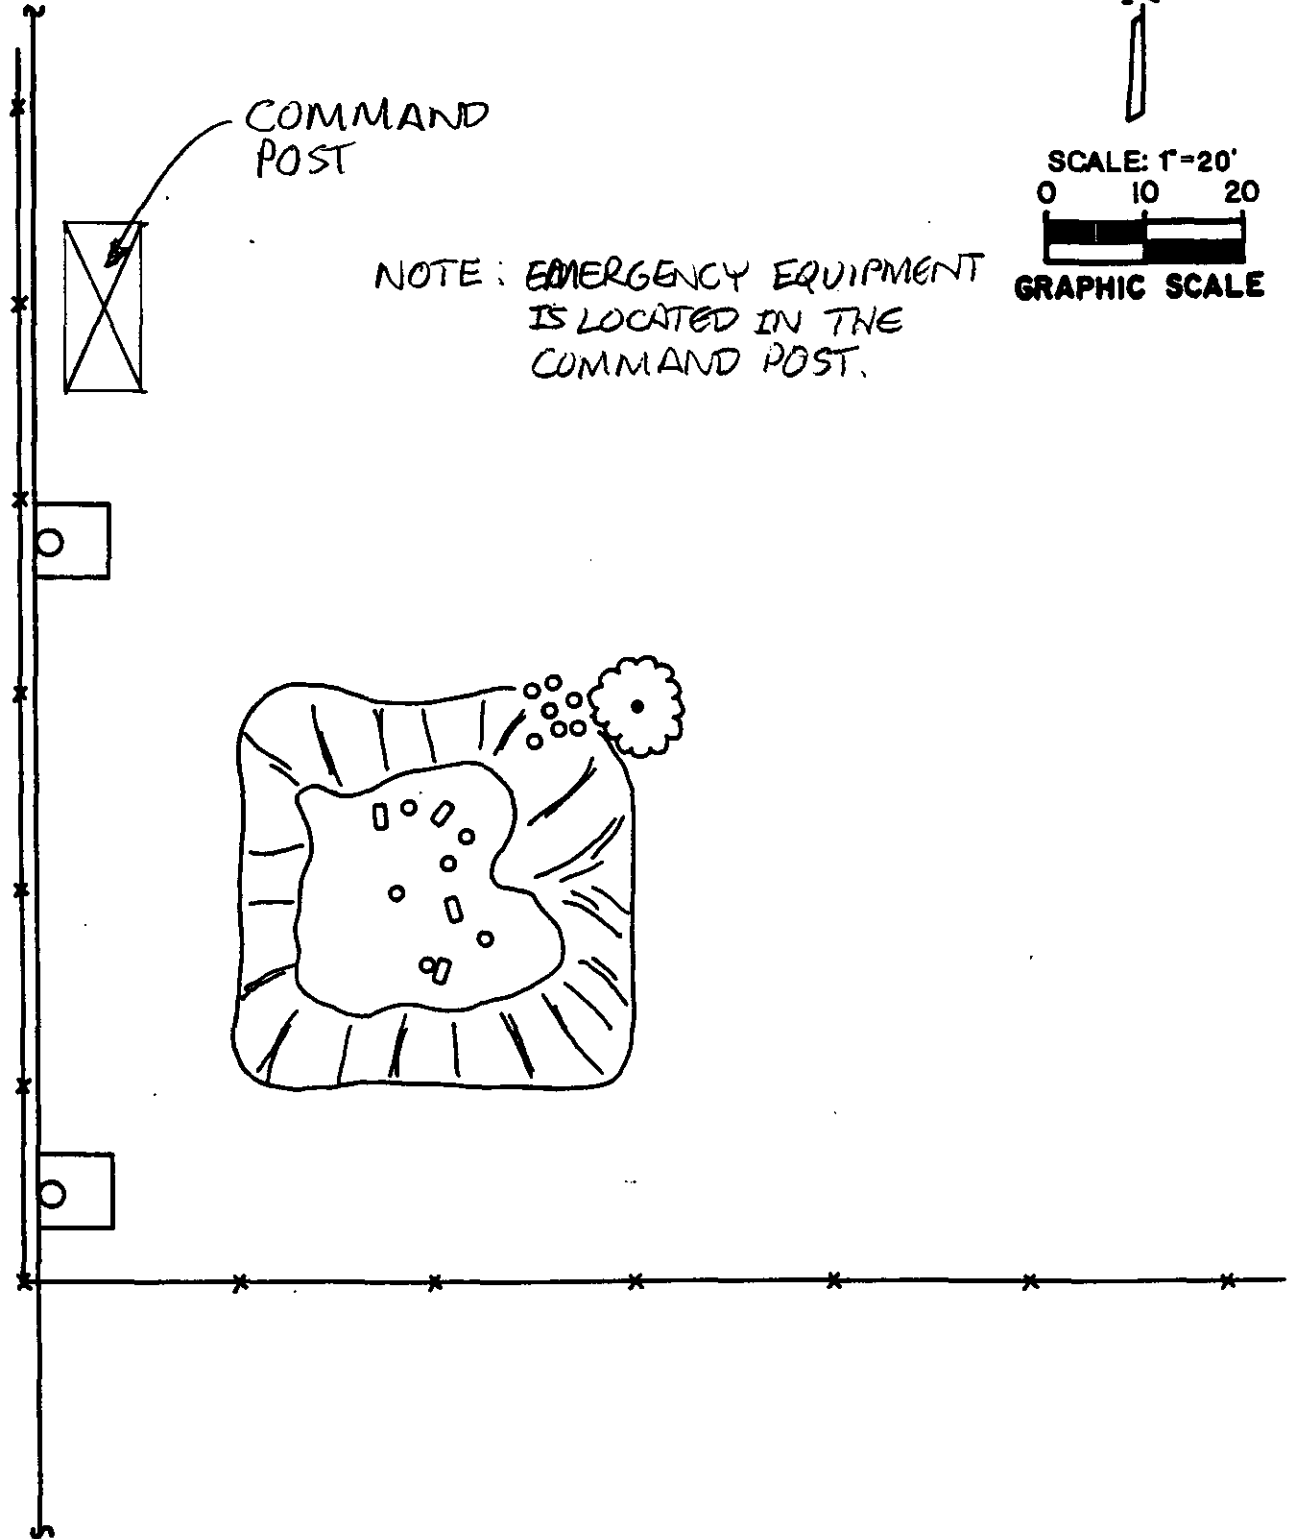 COMMAND
POST
SCALE: 1"=20'
0 10 20
GRAPHIC SCALE
NOTE: EMERGENCY EQUIPMENT
IS LOCATED IN THE
COMMAND POST.